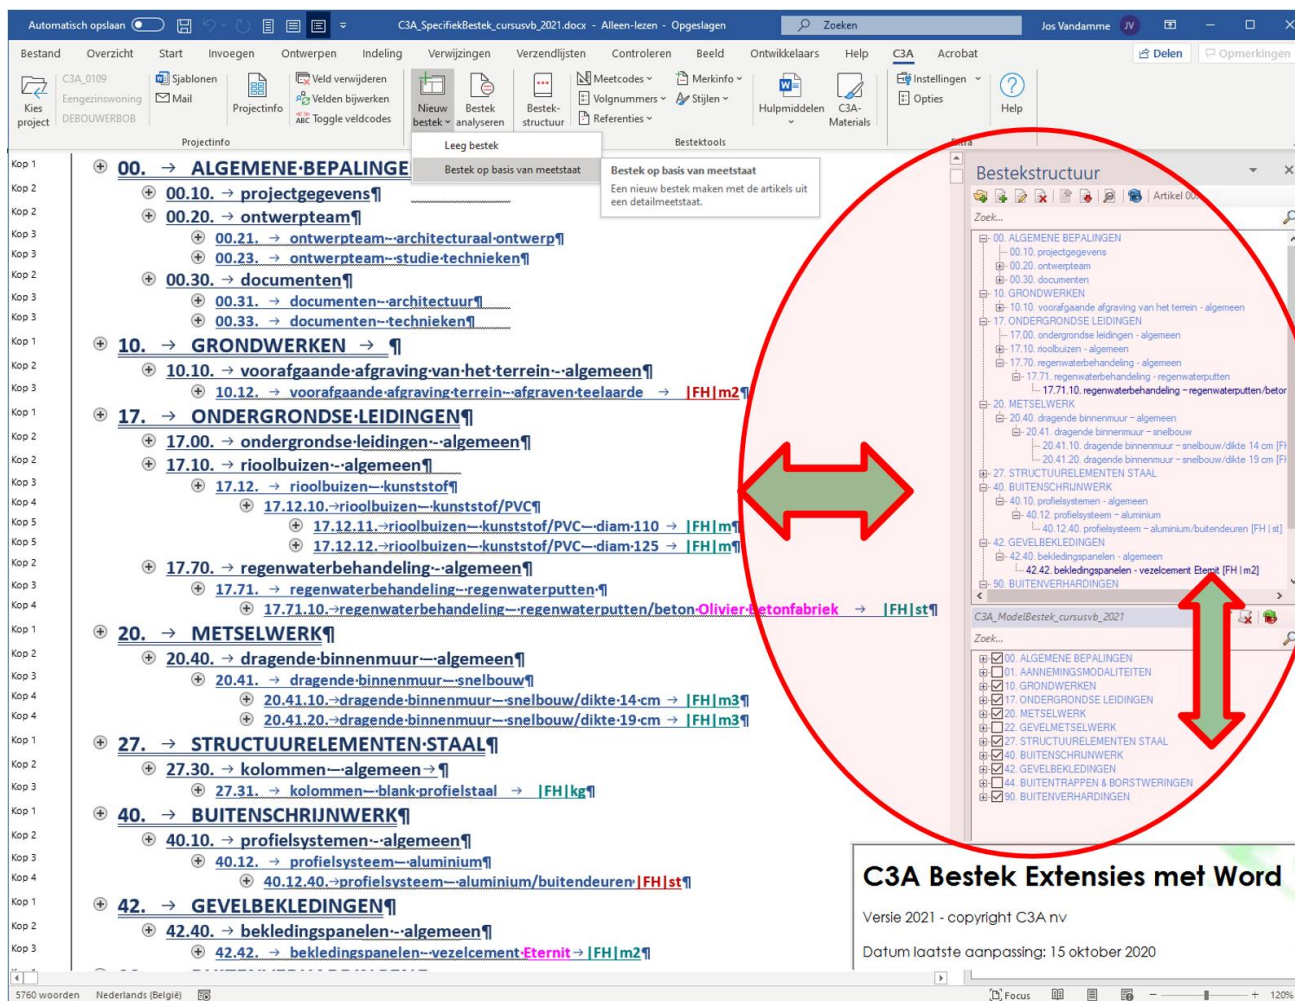 Automatisch opslaan
C3A_SpecifiekBestek_cursusvb_2021.docx - Alleen-lezen - Opgeslagen
Zoeken
Jos Vandamme JV
Bestand Overzicht Start Invoegen Ontwerpen Indeling Verwijzingen Verzendlijsten Controleren Beeld Ontwikkelaars Help C3A Acrobat Delen Opmerkingen
Kies project
C3A_0109
Eengezinswoning
DEBOUWERBOB
Sjablonen
Mail
Projectinfo
Veld verwijderen
Velden bijwerken
ABC Toggle veldcodes
Nieuw bestek
Bestek analyseren
Bestek-structuur
Meetcodes
Volgnummers
Referenties
Merkinfo
Stijlen
Hulpmiddelen
C3A-Materials
Instellingen
Opties
Help
Projectinfo
Bestektools
Leeg bestek
Bestek op basis van meetstaat
Bestek op basis van meetstaat
Een nieuw bestek maken met de artikels uit
een detailmeetstaat.
Kop 1 00. → ALGEMENE·BEPALINGE
Kop 2 00.10. → projectgegevens¶
Kop 2 00.20. → ontwerpteam¶
Kop 3 00.21. → ontwerpteam–·architecturaal·ontwerp¶
Kop 3 00.23. → ontwerpteam–·studie·technieken¶
Kop 2 00.30. → documenten¶
Kop 3 00.31. → documenten–·architectuur¶
Kop 3 00.33. → documenten–·technieken¶
Kop 1 10. → GRONDWERKEN → ¶
Kop 2 10.10. → voorafgaande·afgraving·van·het·terrein·-·algemeen¶
Kop 3 10.12. → voorafgaande·afgraving·terrein–·afgraven·teelaarde → |FH|m2¶
Kop 1 17. → ONDERGRONDSE·LEIDINGEN¶
Kop 2 17.00. → ondergrondse·leidingen·-·algemeen¶
Kop 2 17.10. → rioolbuizen·-·algemeen¶
Kop 3 17.12. → rioolbuizen·–·kunststof¶
Kop 4 17.12.10.→rioolbuizen·–·kunststof/PVC¶
Kop 5 17.12.11.→rioolbuizen·–·kunststof/PVC–·diam·110 → |FH|m¶
Kop 5 17.12.12.→rioolbuizen·–·kunststof/PVC–·diam·125 → |FH|m¶
Kop 2 17.70. → regenwaterbehandeling·-·algemeen¶
Kop 3 17.71. → regenwaterbehandeling·–·regenwaterputten·¶
Kop 4 17.71.10.→regenwaterbehandeling·–·regenwaterputten/beton·Olivier·Betonfabriek → |FH|st¶
Kop 1 20. → METSELWERK¶
Kop 2 20.40. → dragende·binnenmuur·–·algemeen¶
Kop 3 20.41. → dragende·binnenmuur–·snelbouw¶
Kop 4 20.41.10.→dragende·binnenmuur–·snelbouw/dikte·14·cm → |FH|m3¶
Kop 4 20.41.20.→dragende·binnenmuur–·snelbouw/dikte·19·cm → |FH|m3¶
Kop 1 27. → STRUCTUURELEMENTEN·STAAL¶
Kop 2 27.30. → kolommen·–·algemeen→¶
Kop 3 27.31. → kolommen·–·blank·profielstaal → |FH|kg¶
Kop 1 40. → BUITENSCHRIJNWERK¶
Kop 2 40.10. → profielsystemen·-·algemeen¶
Kop 3 40.12. → profielsysteem·–·aluminium¶
Kop 4 40.12.40.→profielsysteem·–·aluminium/buitendeuren·|FH|st¶
Kop 1 42. → GEVELBEKLEDINGEN¶
Kop 2 42.40. → bekledingspanelen·-·algemeen¶
Kop 3 42.42. → bekledingspanelen·-·vezelcement·Eternit→|FH|m2¶
Bestekstructuur
Artikel 00.
Zoek...
00. ALGEMENE BEPALINGEN
00.10. projectgegevens
00.20. ontwerpteam
00.30. documenten
10. GRONDWERKEN
10.10. voorafgaande afgraving van het terrein - algemeen
17. ONDERGRONDSE LEIDINGEN
17.00. ondergrondse leidingen - algemeen
17.10. rioolbuizen - algemeen
17.70. regenwaterbehandeling - algemeen
17.71. regenwaterbehandeling - regenwaterputten
17.71.10. regenwaterbehandeling – regenwaterputten/beton
20. METSELWERK
20.40. dragende binnenmuur – algemeen
20.41. dragende binnenmuur – snelbouw
20.41.10. dragende binnenmuur – snelbouw/dikte 14 cm [FH
20.41.20. dragende binnenmuur – snelbouw/dikte 19 cm [FH
27. STRUCTUURELEMENTEN STAAL
40. BUITENSCHRIJNWERK
40.10. profielsystemen - algemeen
40.12. profielsysteem – aluminium
40.12.40. profielsysteem – aluminium/buitendeuren [FH | st]
42. GEVELBEKLEDINGEN
42.40. bekledingspanelen - algemeen
42.42. bekledingspanelen - vezelcement Eternit [FH | m2]
90. BUITENVERHARDINGEN
C3A_ModelBestek_cursusvb_2021
Zoek...
00. ALGEMENE BEPALINGEN
01. AANNEMINGSMODALITEITEN
10. GRONDWERKEN
17. ONDERGRONDSE LEIDINGEN
20. METSELWERK
22. GEVELMETSELWERK
27. STRUCTUURELEMENTEN STAAL
40. BUITENSCHRIJNWERK
42. GEVELBEKLEDINGEN
44. BUITENTRAPPEN & BORSTWERINGEN
90. BUITENVERHARDINGEN
C3A Bestek Extensies met Word
Versie 2021 - copyright C3A nv
Datum laatste aanpassing: 15 oktober 2020
5760 woorden Nederlands (België) Focus 120%